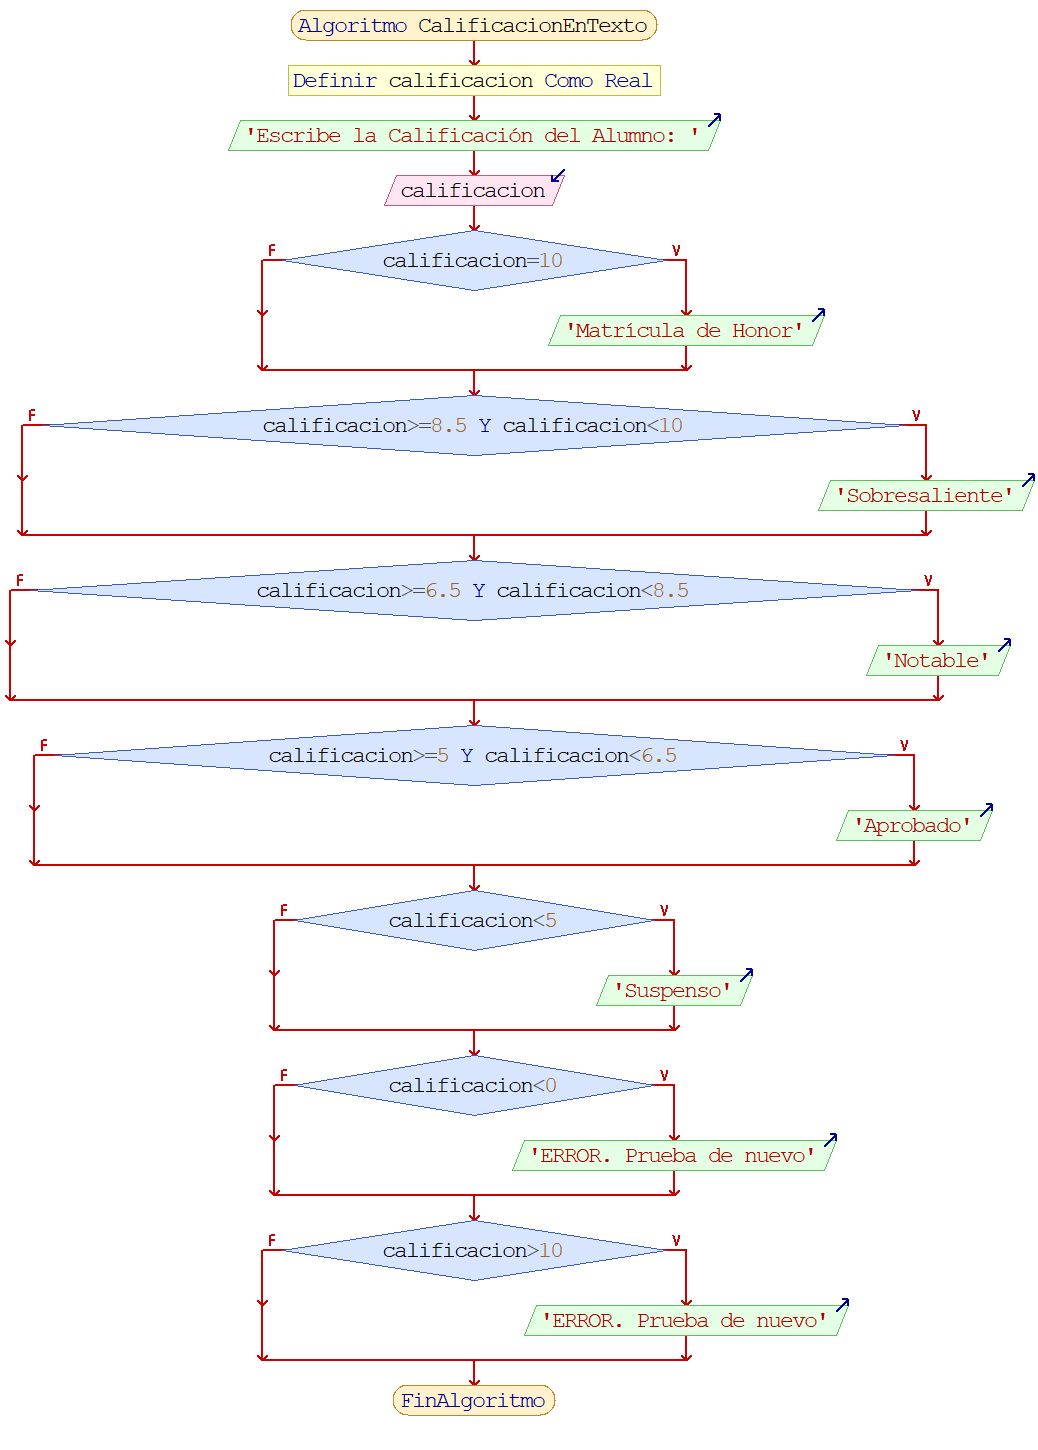 Algoritmo CalificacionEnTexto
Definir calificacion Como Real
'Escribe la Calificación del Alumno: '
calificacion
F
V
calificacion=10
'Matrícula de Honor'
F
V
calificacion>=8.5 Y calificacion<10
'Sobresaliente'
F
V
calificacion>=6.5 Y calificacion<8.5
'Notable'
F
V
calificacion>=5 Y calificacion<6.5
'Aprobado'
F
V
calificacion<5
'Suspenso'
F
V
calificacion<0
'ERROR. Prueba de nuevo'
F
V
calificacion>10
'ERROR. Prueba de nuevo'
FinAlgoritmo